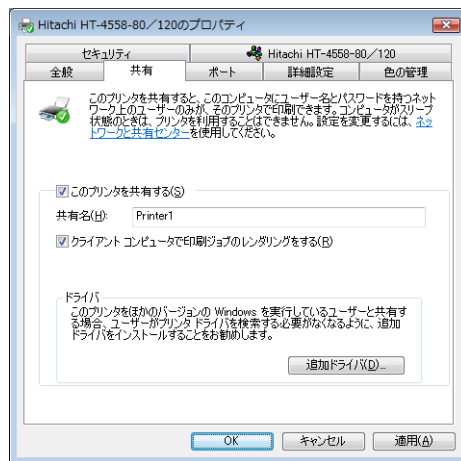 Hitachi HT-4558-80／120のプロパティ
セキュリティ
Hitachi HT-4558-80／120
全般
共有
ポート
詳細設定
色の管理
このプリンタを共有すると、このコンピュータにユーザー名とパスワードを持つネット
ワーク上のユーザーのみが、そのプリンタで印刷できます。コンピュータがスリープ
状態のときは、プリンタを利用することはできません。設定を変更するには、ネッ
トワークと共有センターを使用してください。
このプリンタを共有する(S)
共有名(H):
Printer1
クライアント コンピュータで印刷ジョブのレンダリングをする(R)
ドライバ
このプリンタをほかのバージョンの Windows を実行しているユーザーと共有す
る場合、ユーザーがプリンタ ドライバを検索する必要がなくなるように、追加
ドライバをインストールすることをお勧めします。
追加ドライバ(D)...
OK
キャンセル
適用(A)